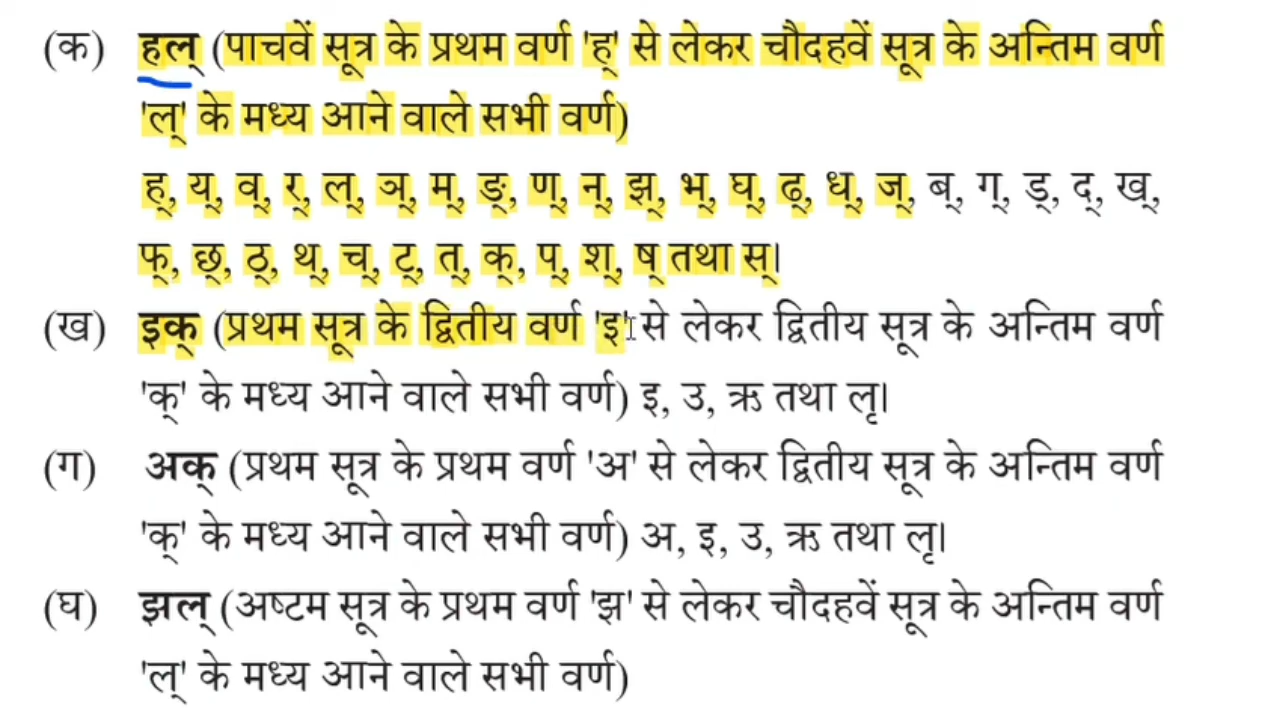 (क) हल् (पाचवें सूत्र के प्रथम वर्ण 'ह्' से लेकर चौदहवें सूत्र के अन्तिम वर्ण
'ल्' के मध्य आने वाले सभी वर्ण)
ह्, य्, व्, र्, ल्, ञ्, म्, ङ्, ण्, न्, झ्, भ्, घ्, ढ्, ध्, ज्, ब्, ग्, ड्, द्, ख्,
फ्, छ्, ठ्, थ्, च्, ट्, त्, क्, प्, श्, ष् तथा स्।
(ख) इक् (प्रथम सूत्र के द्वितीय वर्ण 'इ' से लेकर द्वितीय सूत्र के अन्तिम वर्ण
'क्' के मध्य आने वाले सभी वर्ण) इ, उ, ऋ तथा लृ।
(ग) अक् (प्रथम सूत्र के प्रथम वर्ण 'अ' से लेकर द्वितीय सूत्र के अन्तिम वर्ण
'क्' के मध्य आने वाले सभी वर्ण) अ, इ, उ, ऋ तथा लृ।
(घ) झल् (अष्टम सूत्र के प्रथम वर्ण 'झ' से लेकर चौदहवें सूत्र के अन्तिम वर्ण
'ल्' के मध्य आने वाले सभी वर्ण)